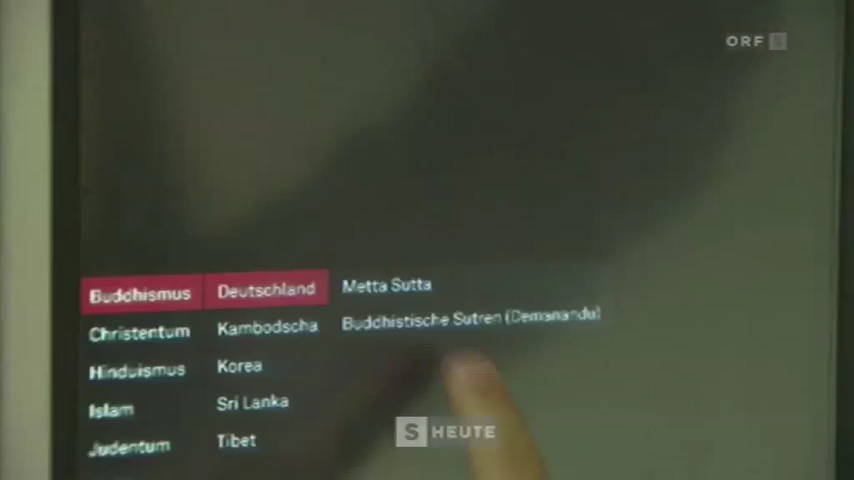 ORF
Buddhismus Deutschland Metta Sutta
Christentum Kambodscha Buddhistische Sutren
Hinduismus Korea
Islam Sri Lanka
Judentum Tibet
S HEUTE